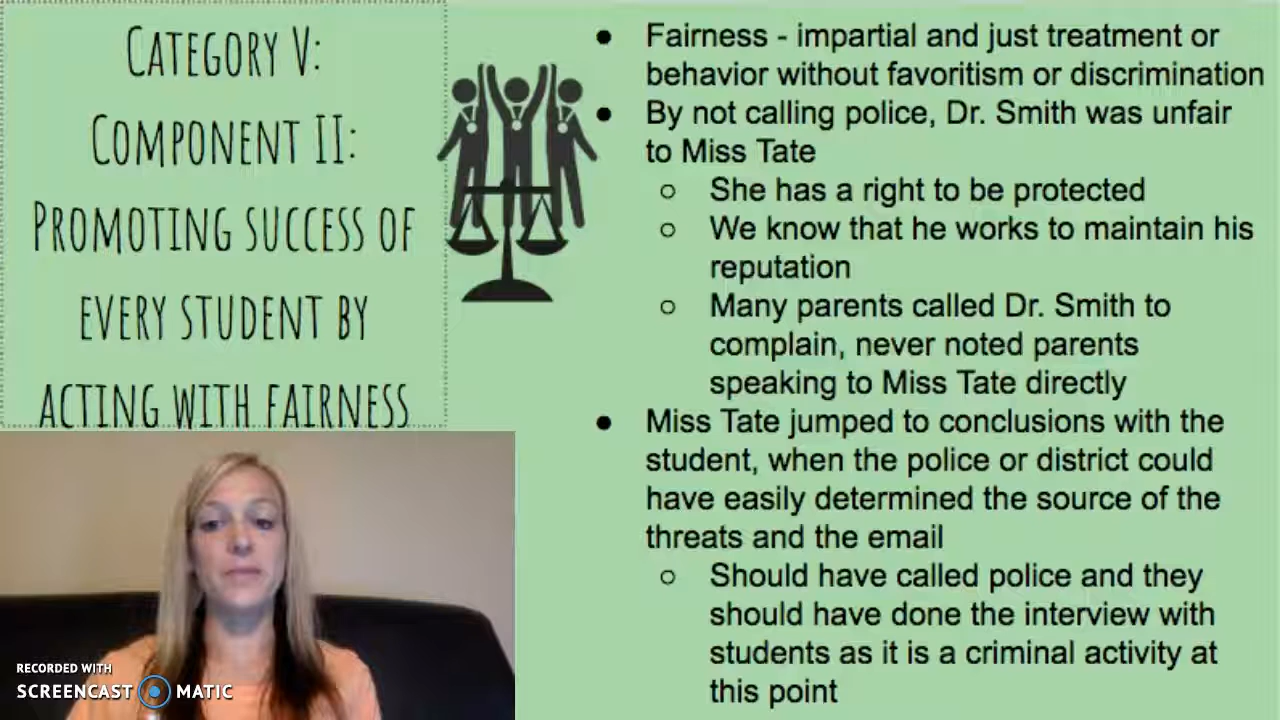 CATEGORY V:
COMPONENT II:
PROMOTING SUCCESS OF
EVERY STUDENT BY
ACTING WITH FAIRNESS
● Fairness - impartial and just treatment or
behavior without favoritism or discrimination
● By not calling police, Dr. Smith was unfair
to Miss Tate
○ She has a right to be protected
○ We know that he works to maintain his
reputation
○ Many parents called Dr. Smith to
complain, never noted parents
speaking to Miss Tate directly
● Miss Tate jumped to conclusions with the
student, when the police or district could
have easily determined the source of the
threats and the email
○ Should have called police and they
should have done the interview with
students as it is a criminal activity at
this point
RECORDED WITH
SCREENCAST MATIC